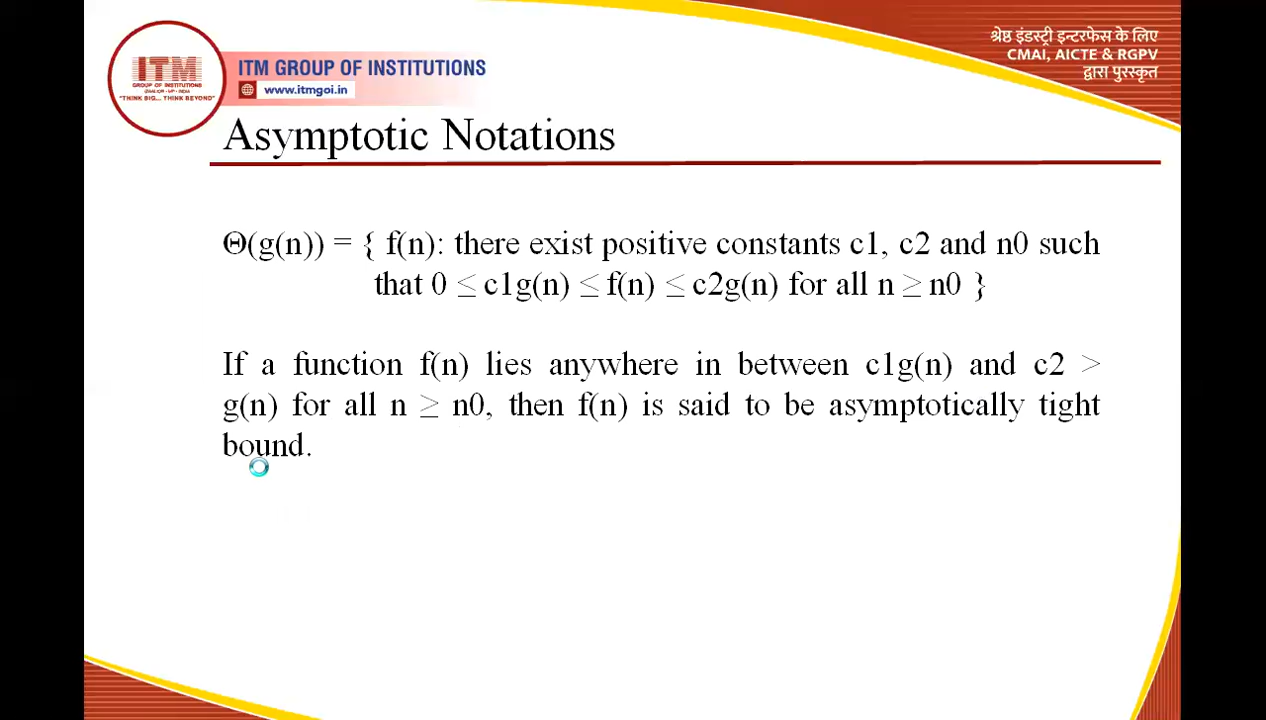 ITM
GROUP OF INSTITUTIONS
"THINK BIG... THINK BEYOND"
ITM GROUP OF INSTITUTIONS
www.itmgoi.in
श्रेष्ठ इंडस्ट्री इन्टरफेस के लिए
CMAI, AICTE & RGPV
द्वारा पुरस्कृत
Asymptotic Notations
Θ(g(n)) = { f(n): there exist positive constants c1, c2 and n0 such
that 0 ≤ c1g(n) ≤ f(n) ≤ c2g(n) for all n ≥ n0 }
If a function f(n) lies anywhere in between c1g(n) and c2 >
g(n) for all n ≥ n0, then f(n) is said to be asymptotically tight
bound.